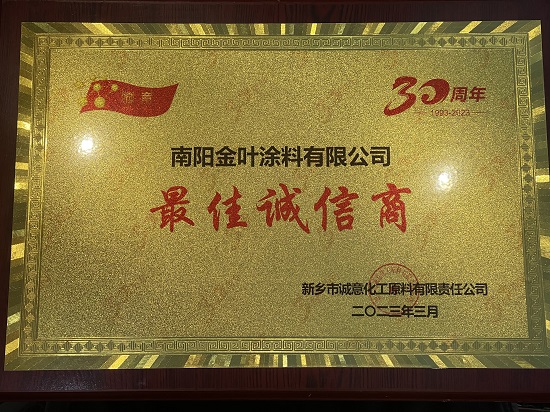 诚意
30周年
1993-2023
南阳金叶涂料有限公司
最佳诚信商
新乡市诚意化工原料有限责任公司
二〇二三年三月